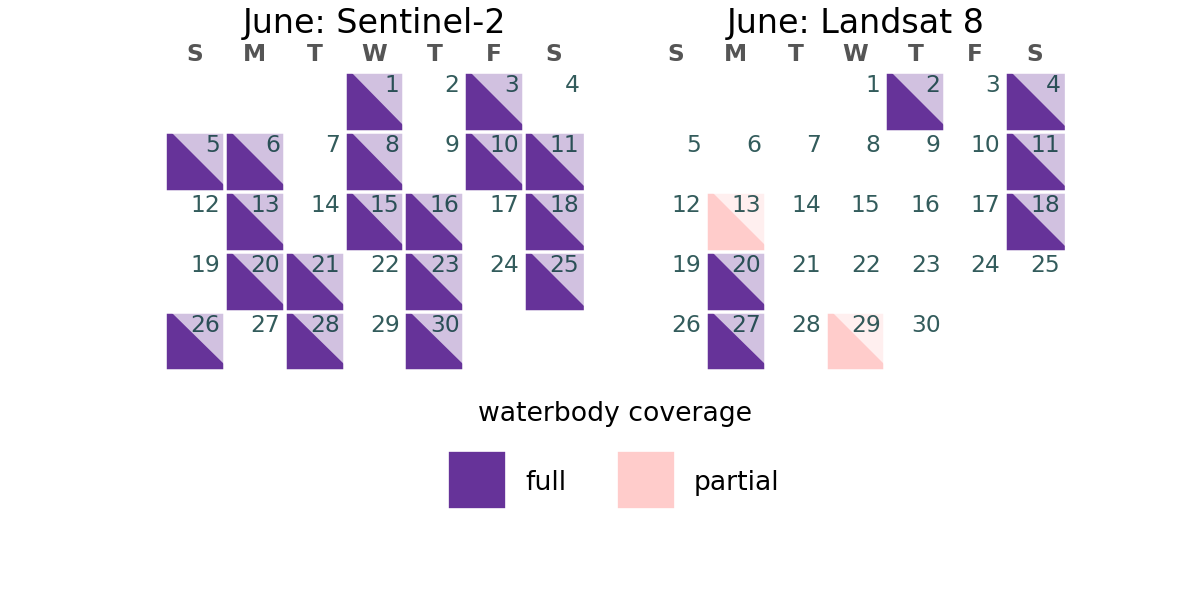 June: Sentinel-2
S M T W T F S
1 2 3 4
5 6 7 8 9 10 11
12 13 14 15 16 17 18
19 20 21 22 23 24 25
26 27 28 29 30
June: Landsat 8
S M T W T F S
1 2 3 4
5 6 7 8 9 10 11
12 13 14 15 16 17 18
19 20 21 22 23 24 25
26 27 28 29 30
waterbody coverage
full
partial